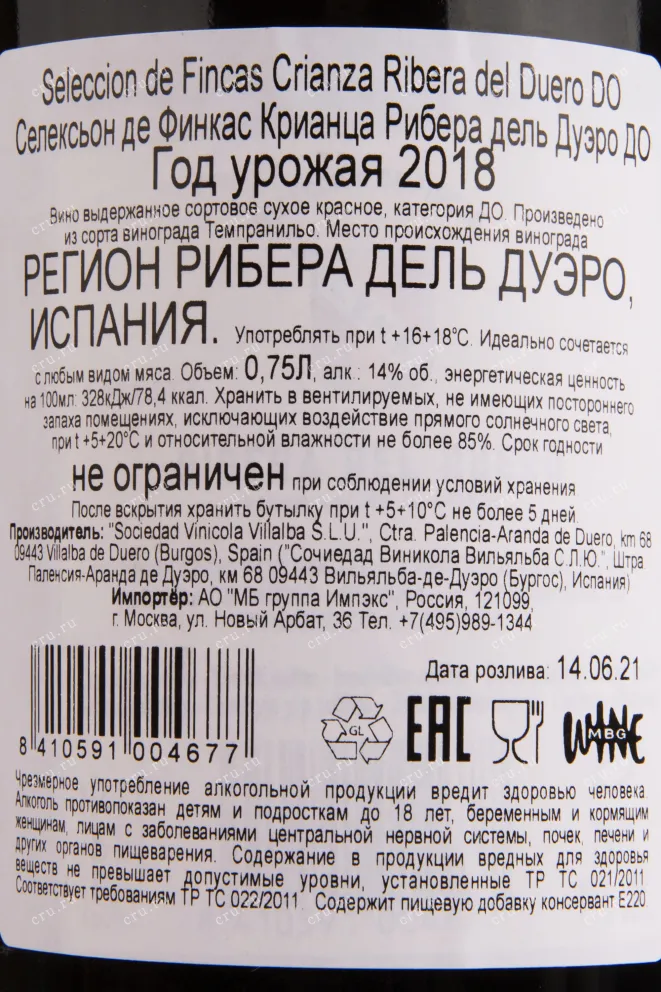 Seleccion de Fincas Crianza Ribera del Duero DO
Селексьон де Финкас Крианца Рибера дель Дуэро ДО
Год урожая 2018
Вино выдержанное сортовое сухое красное, категория ДО. Произведено
из сорта винограда Темпранильо. Место происхождения винограда
РЕГИОН РИБЕРА ДЕЛЬ ДУЭРО,
ИСПАНИЯ. Употреблять при t +16+18°С. Идеально сочетается
с любым видом мяса. Объем: 0,75Л, алк.: 14% об., энергетическая ценность
на 100мл: 328кДж/78,4 ккал. Хранить в вентилируемых, не имеющих постороннего
запаха помещениях, исключающих воздействие прямого солнечного света,
при t +5+20°С и относительной влажности не более 85%. Срок годности
не ограничен при соблюдении условий хранения
После вскрытия хранить бутылку при t +5+10°С не более 5 дней.
Производитель: "Sociedad Vinicola Villalba S.L.U.", Ctra. Palencia-Aranda de Duero, km 68
09443 Villalba de Duero (Burgos), Spain ("Сочиедад Виникола Вильяльба С.Л.Ю.", Штра
Паленсия-Аранда де Дуэро, км 68 09443 Вильяльба-де-Дуэро (Бургос), Испания)
Импортёр: АО "МБ группа Импэкс", Россия, 121099,
г. Москва, ул. Новый Арбат, 36 Тел. +7(495)989-1344
Дата розлива: 14.06.21
GL EAC WINE MBG
8 410591 004677
Чрезмерное употребление алкогольной продукции вредит здоровью человека.
Алкоголь противопоказан детям и подросткам до 18 лет, беременным и кормящим
женщинам, лицам с заболеваниями центральной нервной системы, почек, печени и
других органов пищеварения. Содержание в продукции вредных для здоровья
веществ не превышает допустимые уровни, установленные ТР ТС 021/2011.
Соответствует требованиям ТР ТС 022/2011. Содержит пищевую добавку консервант Е220.
cru.ru